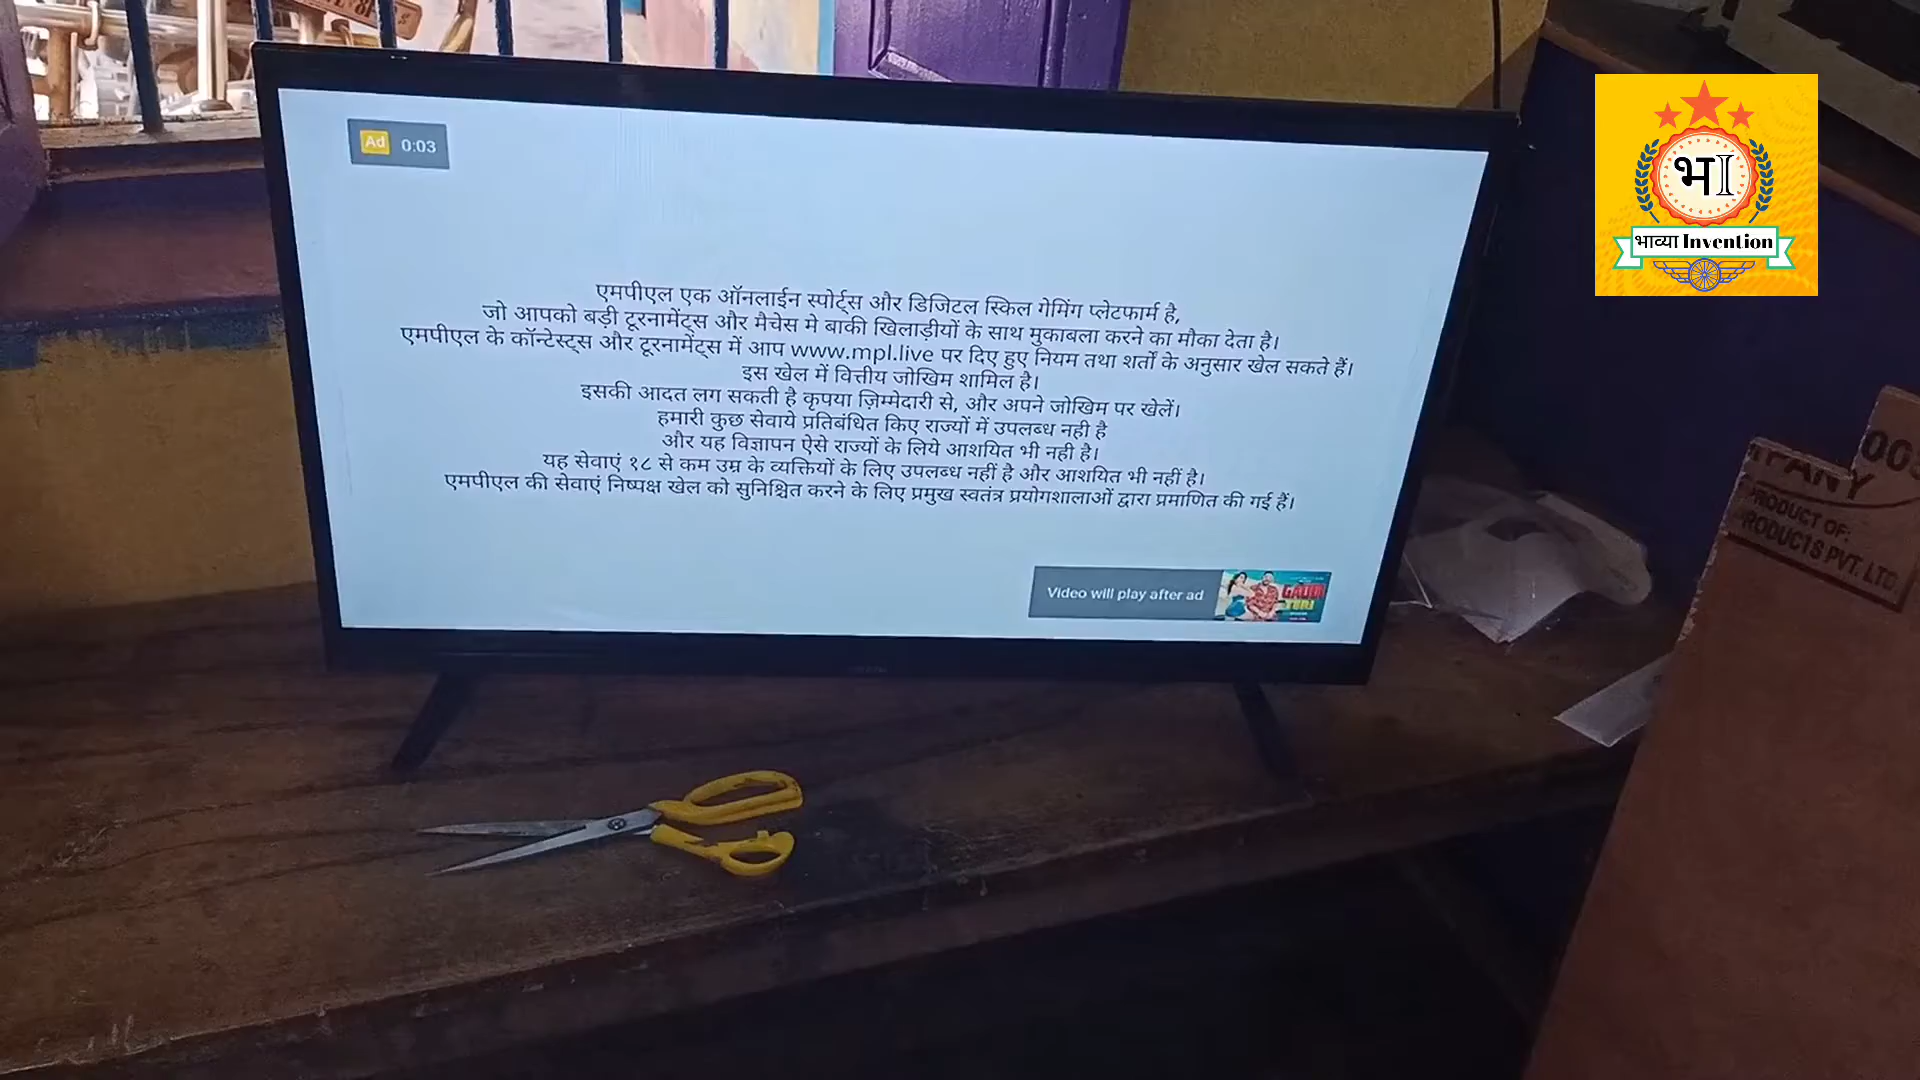 Ad 0:03
एमपीएल एक ऑनलाईन स्पोर्ट्स और डिजिटल स्किल गेमिंग प्लेटफार्म है,
जो आपको बड़ी टूरनामेंट्स और मैचेस मे बाकी खिलाड़ीयों के साथ मुकाबला करने का मौका देता है।
एमपीएल के कॉन्टेस्ट्स और टूरनामेंट्स में आप www.mpl.live पर दिए हुए नियम तथा शर्तों के अनुसार खेल सकते हैं।
इस खेल में वित्तीय जोखिम शामिल है।
इसकी आदत लग सकती है कृपया ज़िम्मेदारी से, और अपने जोखिम पर खेलें।
हमारी कुछ सेवाये प्रतिबंधित किए राज्यों में उपलब्ध नही है
और यह विज्ञापन ऐसे राज्यों के लिये आशयित भी नही है।
यह सेवाएं १८ से कम उम्र के व्यक्तियों के लिए उपलब्ध नहीं है और आशयित भी नहीं है।
एमपीएल की सेवाएं निष्पक्ष खेल को सुनिश्चित करने के लिए प्रमुख स्वतंत्र प्रयोगशालाओं द्वारा प्रमाणित की गई हैं।
Video will play after ad
भI
भाव्या Invention
PRODUCT OF:
PRODUCTS PVT. LTD.